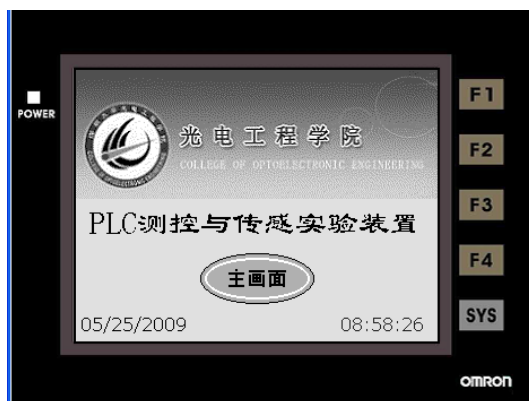 POWER
光电工程学院
COLLEGE OF OPTOELECTRONIC ENGINEERING
PLC测控与传感实验装置
主画面
05/25/2009
08:58:26
F1
F2
F3
F4
SYS
OMRON